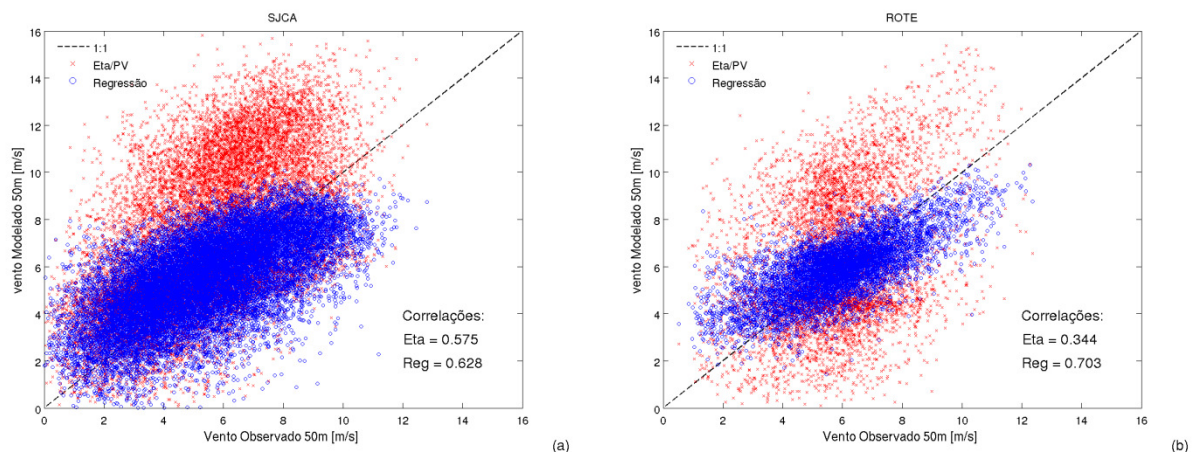 SJCA
16
14
12
10
8
6
4
2
0
vento Modelado 50m [m/s]
1:1
Eta/PV
Regressão
Correlações:
Eta = 0.575
Reg = 0.628
0 2 4 6 8 10 12 14 16
Vento Observado 50m [m/s]
(a)
ROTE
16
14
12
10
8
6
4
2
0
vento Modelado 50m [m/s]
1:1
Eta/PV
Regressão
Correlações:
Eta = 0.344
Reg = 0.703
0 2 4 6 8 10 12 14 16
Vento Observado 50m [m/s]
(b)